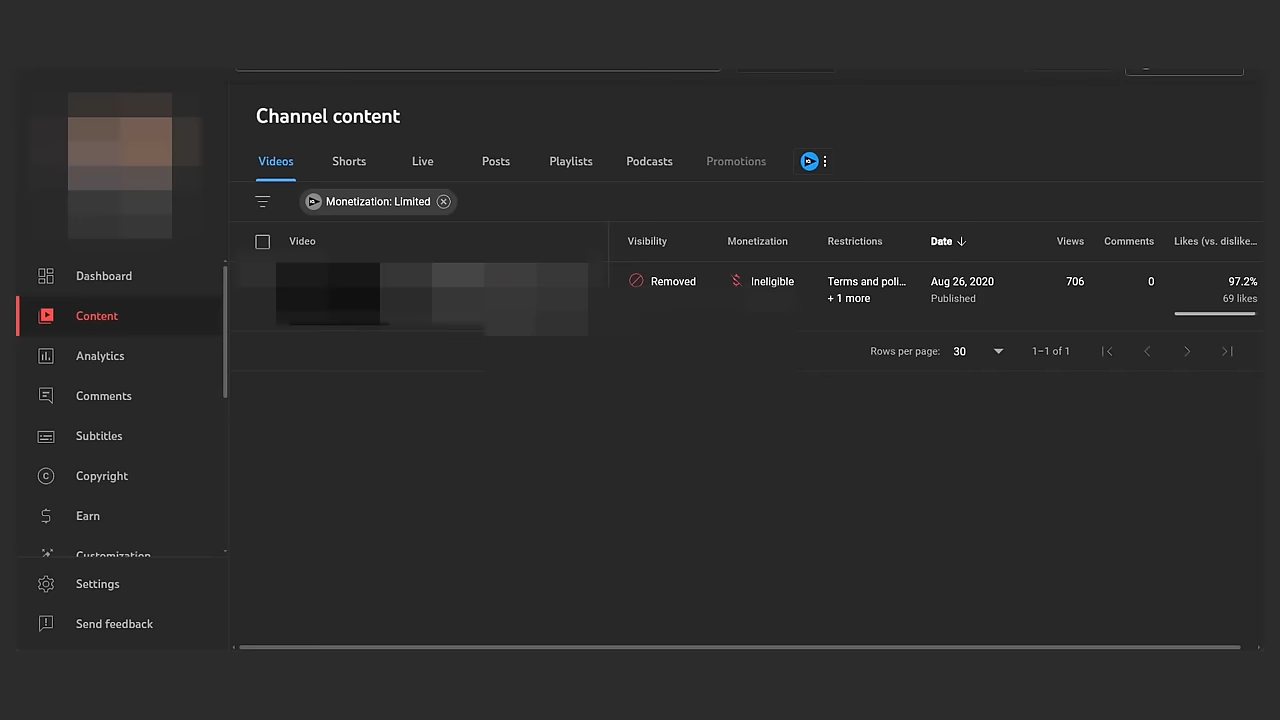 Channel content
Videos Shorts Live Posts Playlists Podcasts Promotions
Monetization: Limited
Video Visibility Monetization Restrictions Date Views Comments Likes (vs. dislike...
Removed Ineligible Terms and poli... Aug 26, 2020 706 0 97.2%
+ 1 more Published 69 likes
Rows per page: 30 1–1 of 1
Dashboard
Content
Analytics
Comments
Subtitles
Copyright
Earn
Customization
Settings
Send feedback